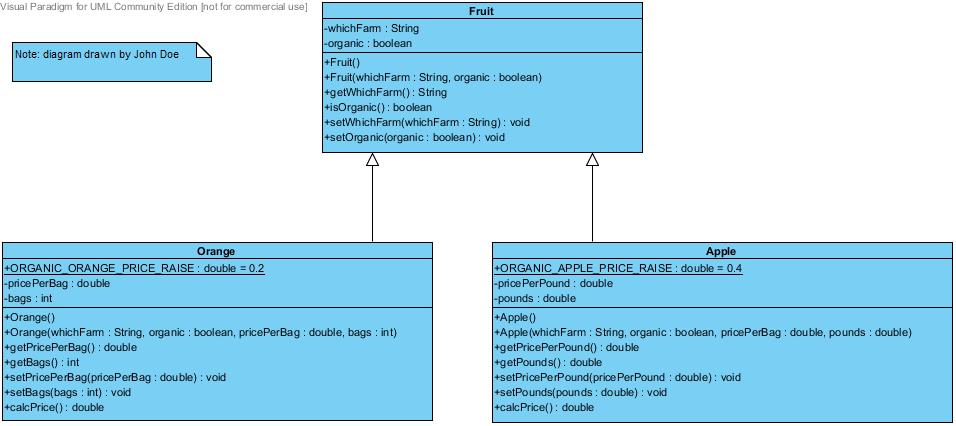 Visual Paradigm for UML Community Edition [not for commercial use]
Note: diagram drawn by John Doe
Fruit
-whichFarm : String
-organic : boolean
+Fruit()
+Fruit(whichFarm : String, organic : boolean)
+getWhichFarm() : String
+isOrganic() : boolean
+setWhichFarm(whichFarm : String) : void
+setOrganic(organic : boolean) : void
Orange
+ORGANIC_ORANGE_PRICE_RAISE : double = 0.2
-pricePerBag : double
-bags : int
+Orange()
+Orange(whichFarm : String, organic : boolean, pricePerBag : double, bags : int)
+getPricePerBag() : double
+getBags() : int
+setPricePerBag(pricePerBag : double) : void
+setBags(bags : int) : void
+calcPrice() : double
Apple
+ORGANIC_APPLE_PRICE_RAISE : double = 0.4
-pricePerPound : double
-pounds : double
+Apple()
+Apple(whichFarm : String, organic : boolean, pricePerBag : double, pounds : double)
+getPricePerPound() : double
+getPounds() : double
+setPricePerPound(pricePerPound : double) : void
+setPounds(pounds : double) : void
+calcPrice() : double